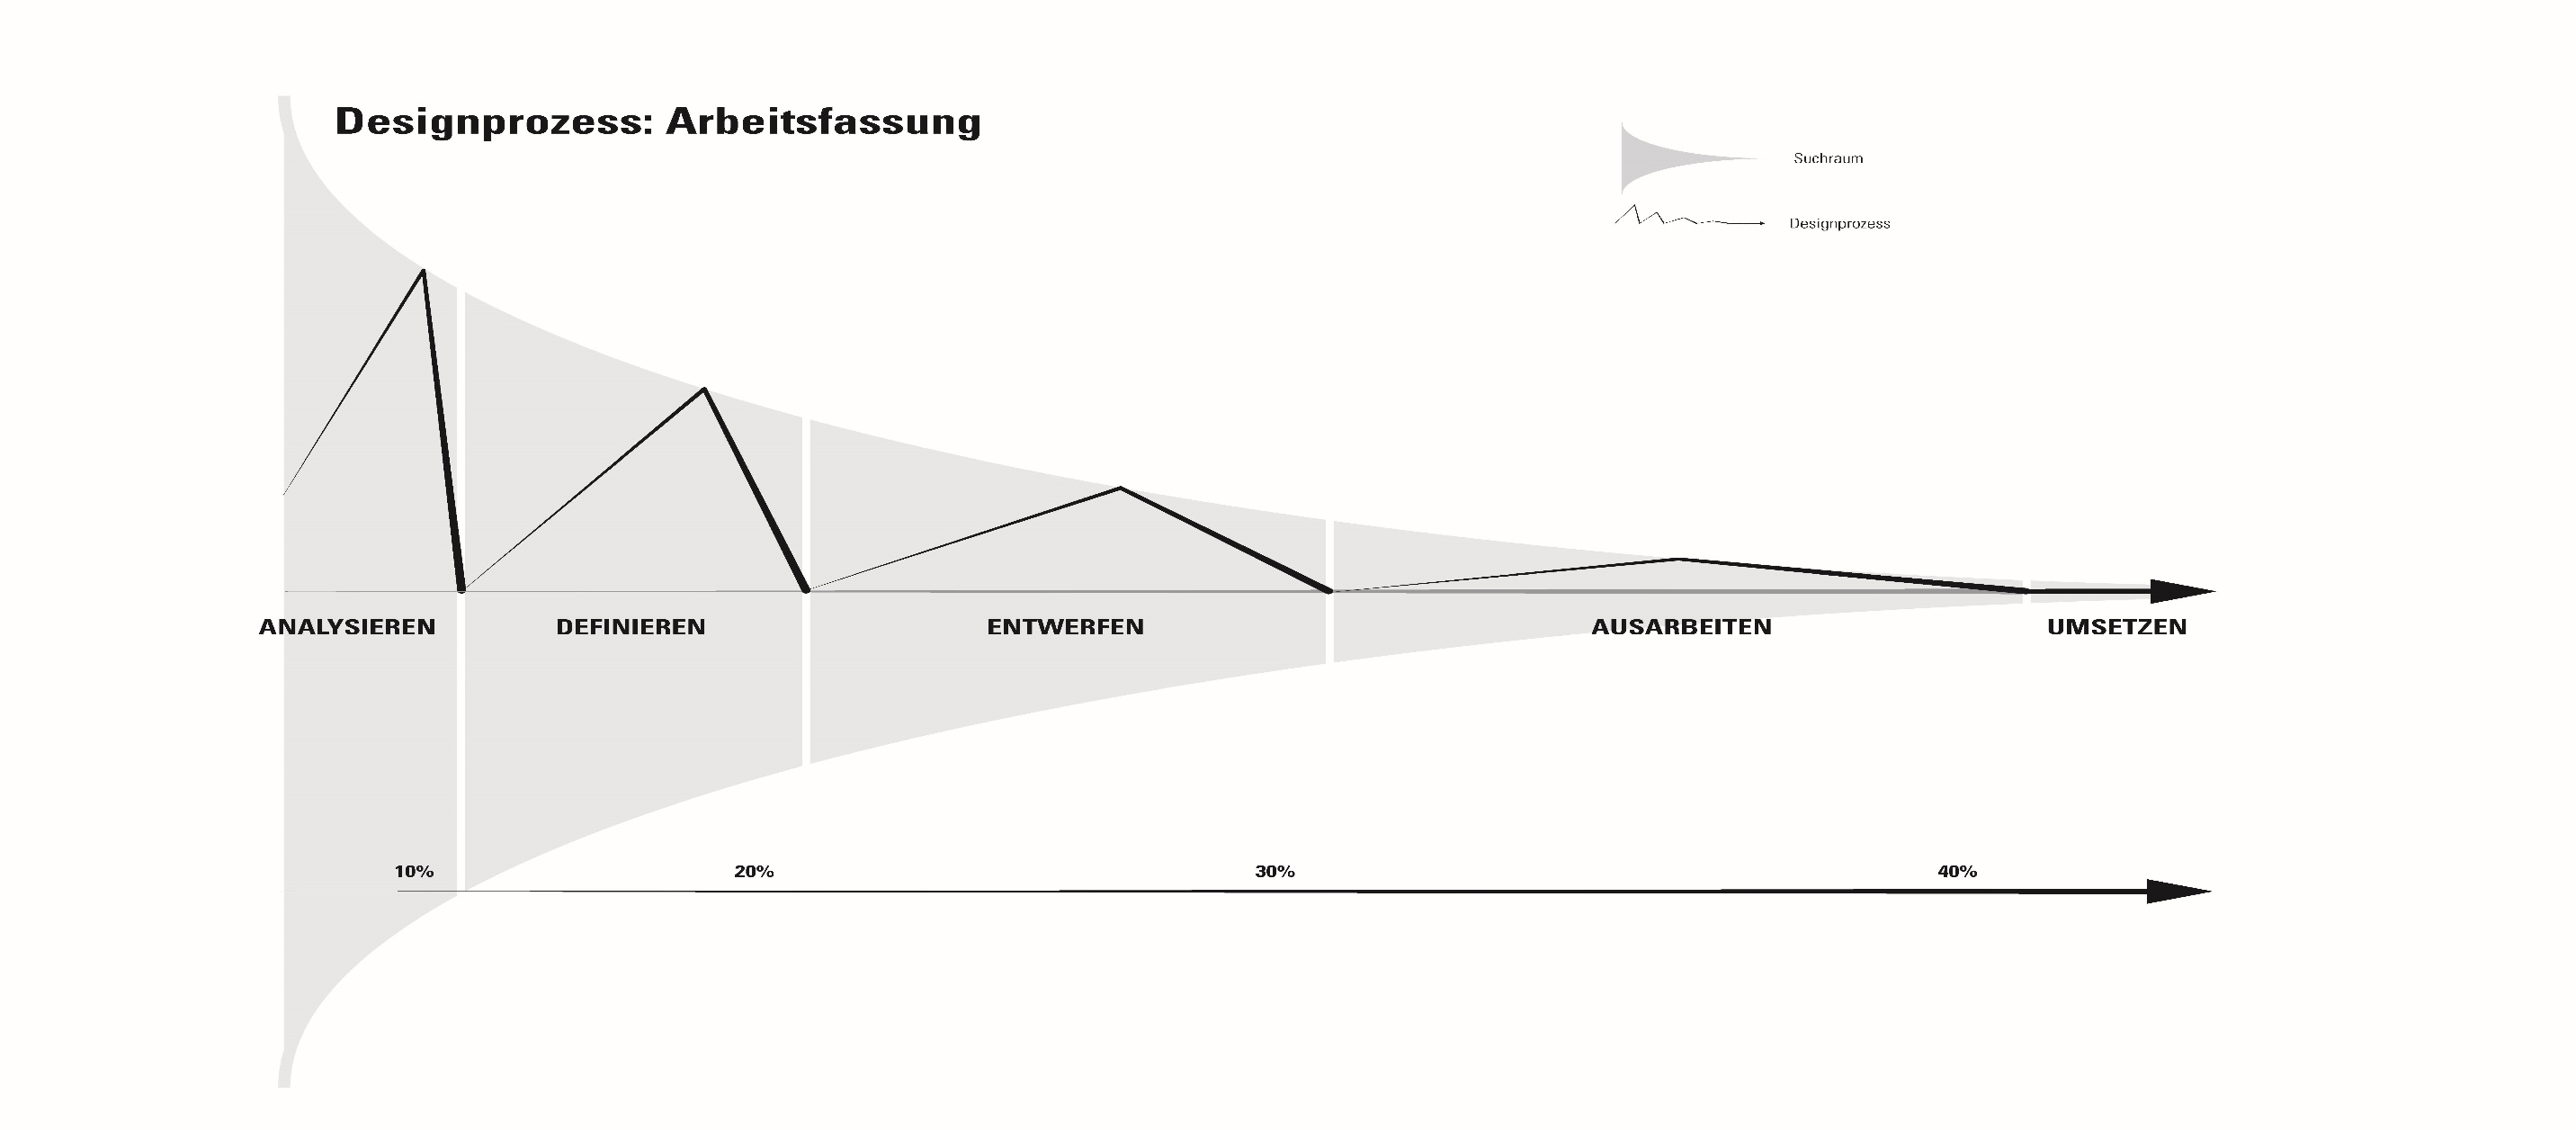 Designprozess: Arbeitsfassung
Suchraum
Designprozess
ANALYSIEREN
DEFINIEREN
ENTWERFEN
AUSARBEITEN
UMSETZEN
10%
20%
30%
40%